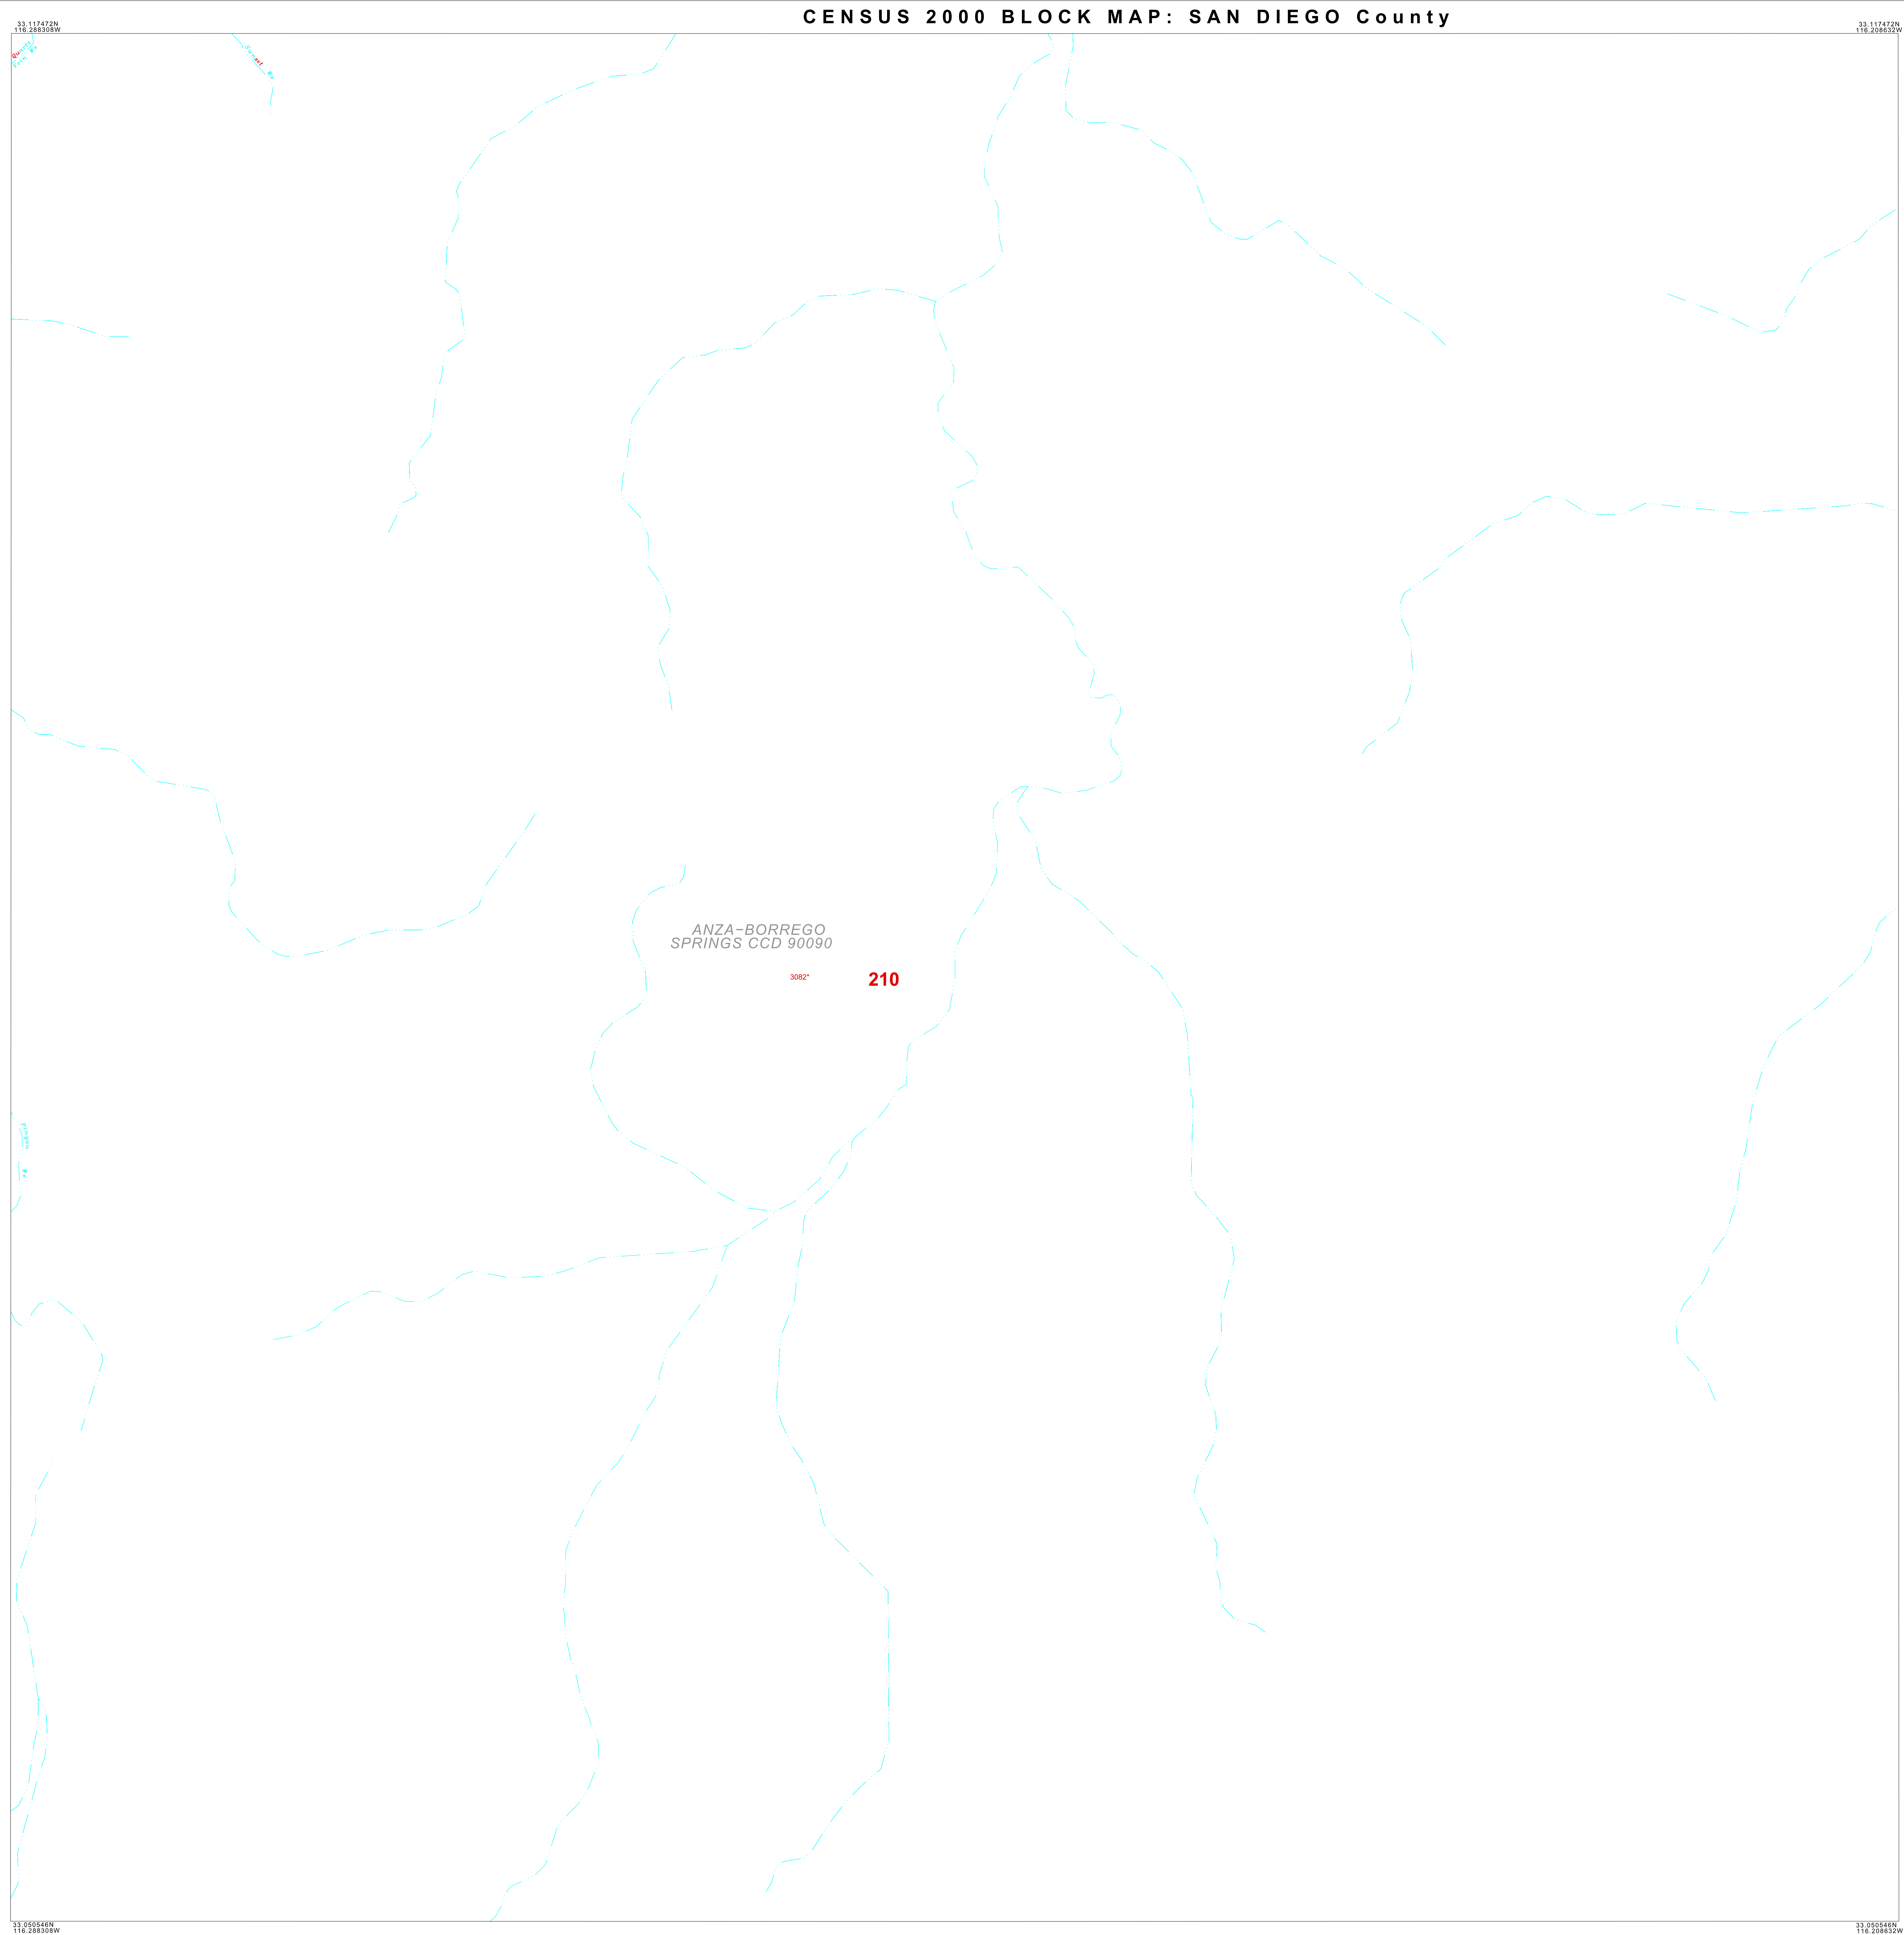 CENSUS 2000 BLOCK MAP: SAN DIEGO County
33.117472N
116.288308W
33.117472N
116.208632W
Sunset
ANZA-BORREGO
SPRINGS CCD 90090
3082*
210
33.050546N
116.288308W
33.050546N
116.208632W